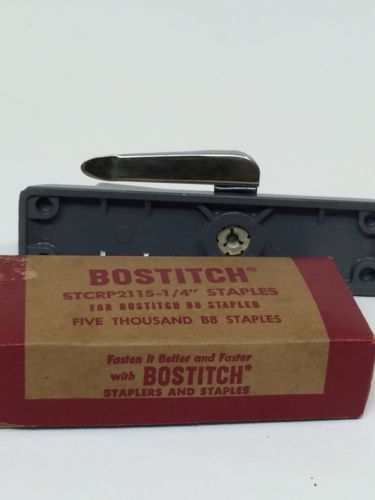 BOSTITCH®
STCRP2115-1/4" STAPLES
FOR BOSTITCH B8 STAPLER
FIVE THOUSAND B8 STAPLES
Fasten it Better and Faster
with BOSTITCH®
STAPLERS AND STAPLES